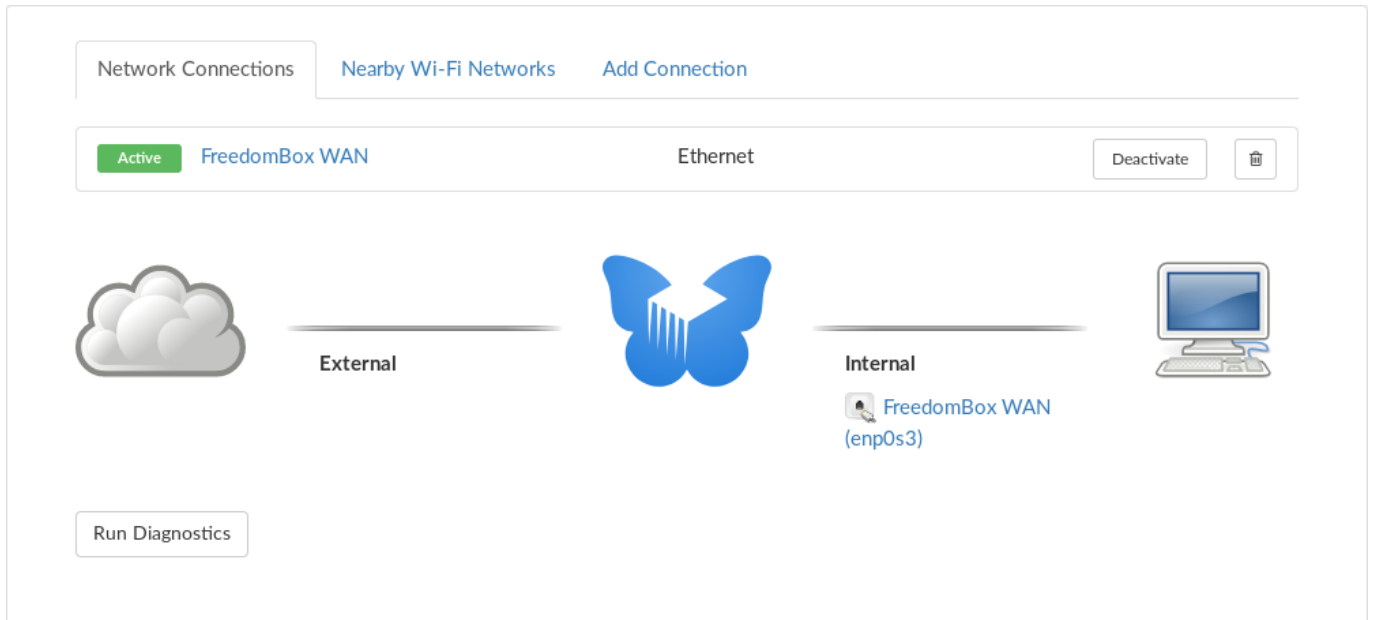 Network Connections Nearby Wi-Fi Networks Add Connection
Active FreedomBox WAN Ethernet Deactivate
External Internal
FreedomBox WAN
(enp0s3)
Run Diagnostics